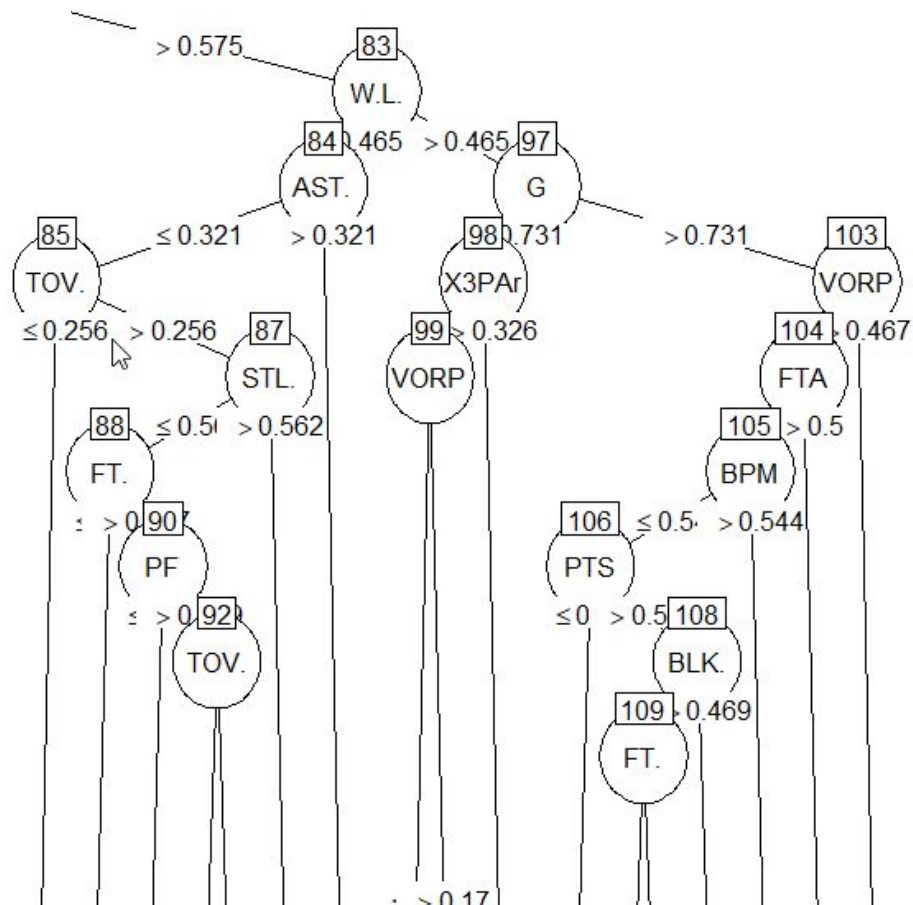 83
> 0.575
W.L.
84 0.465 > 0.465 97
AST. G
85 ≤ 0.321 > 0.321 98 0.731 > 0.731 103
TOV. X3PAr VORP
≤ 0.256 > 0.256 87 99 > 0.326 104 0.467
STL. VORP FTA
88 > 0.562 105 > 0.5
FT. BPM
90 106 > 0.544
PF PTS
92 ≤ 0 > 0.5 108
TOV. BLK.
109 0.469
FT.
> 0.17